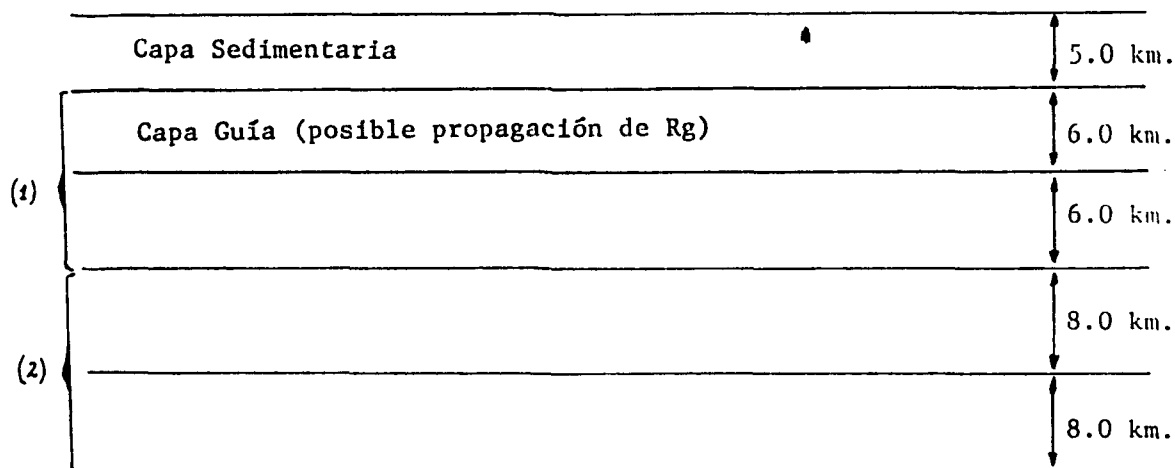 Capa Sedimentaria
5.0 km.
Capa Guía (posible propagación de Rg)
6.0 km.
(1)
6.0 km.
8.0 km.
(2)
8.0 km.